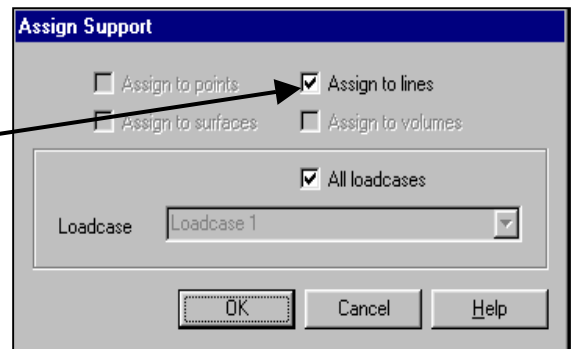 Assign Support
Assign to points Assign to lines
Assign to surfaces Assign to volumes
All loadcases
Loadcase Loadcase 1
OK Cancel Help